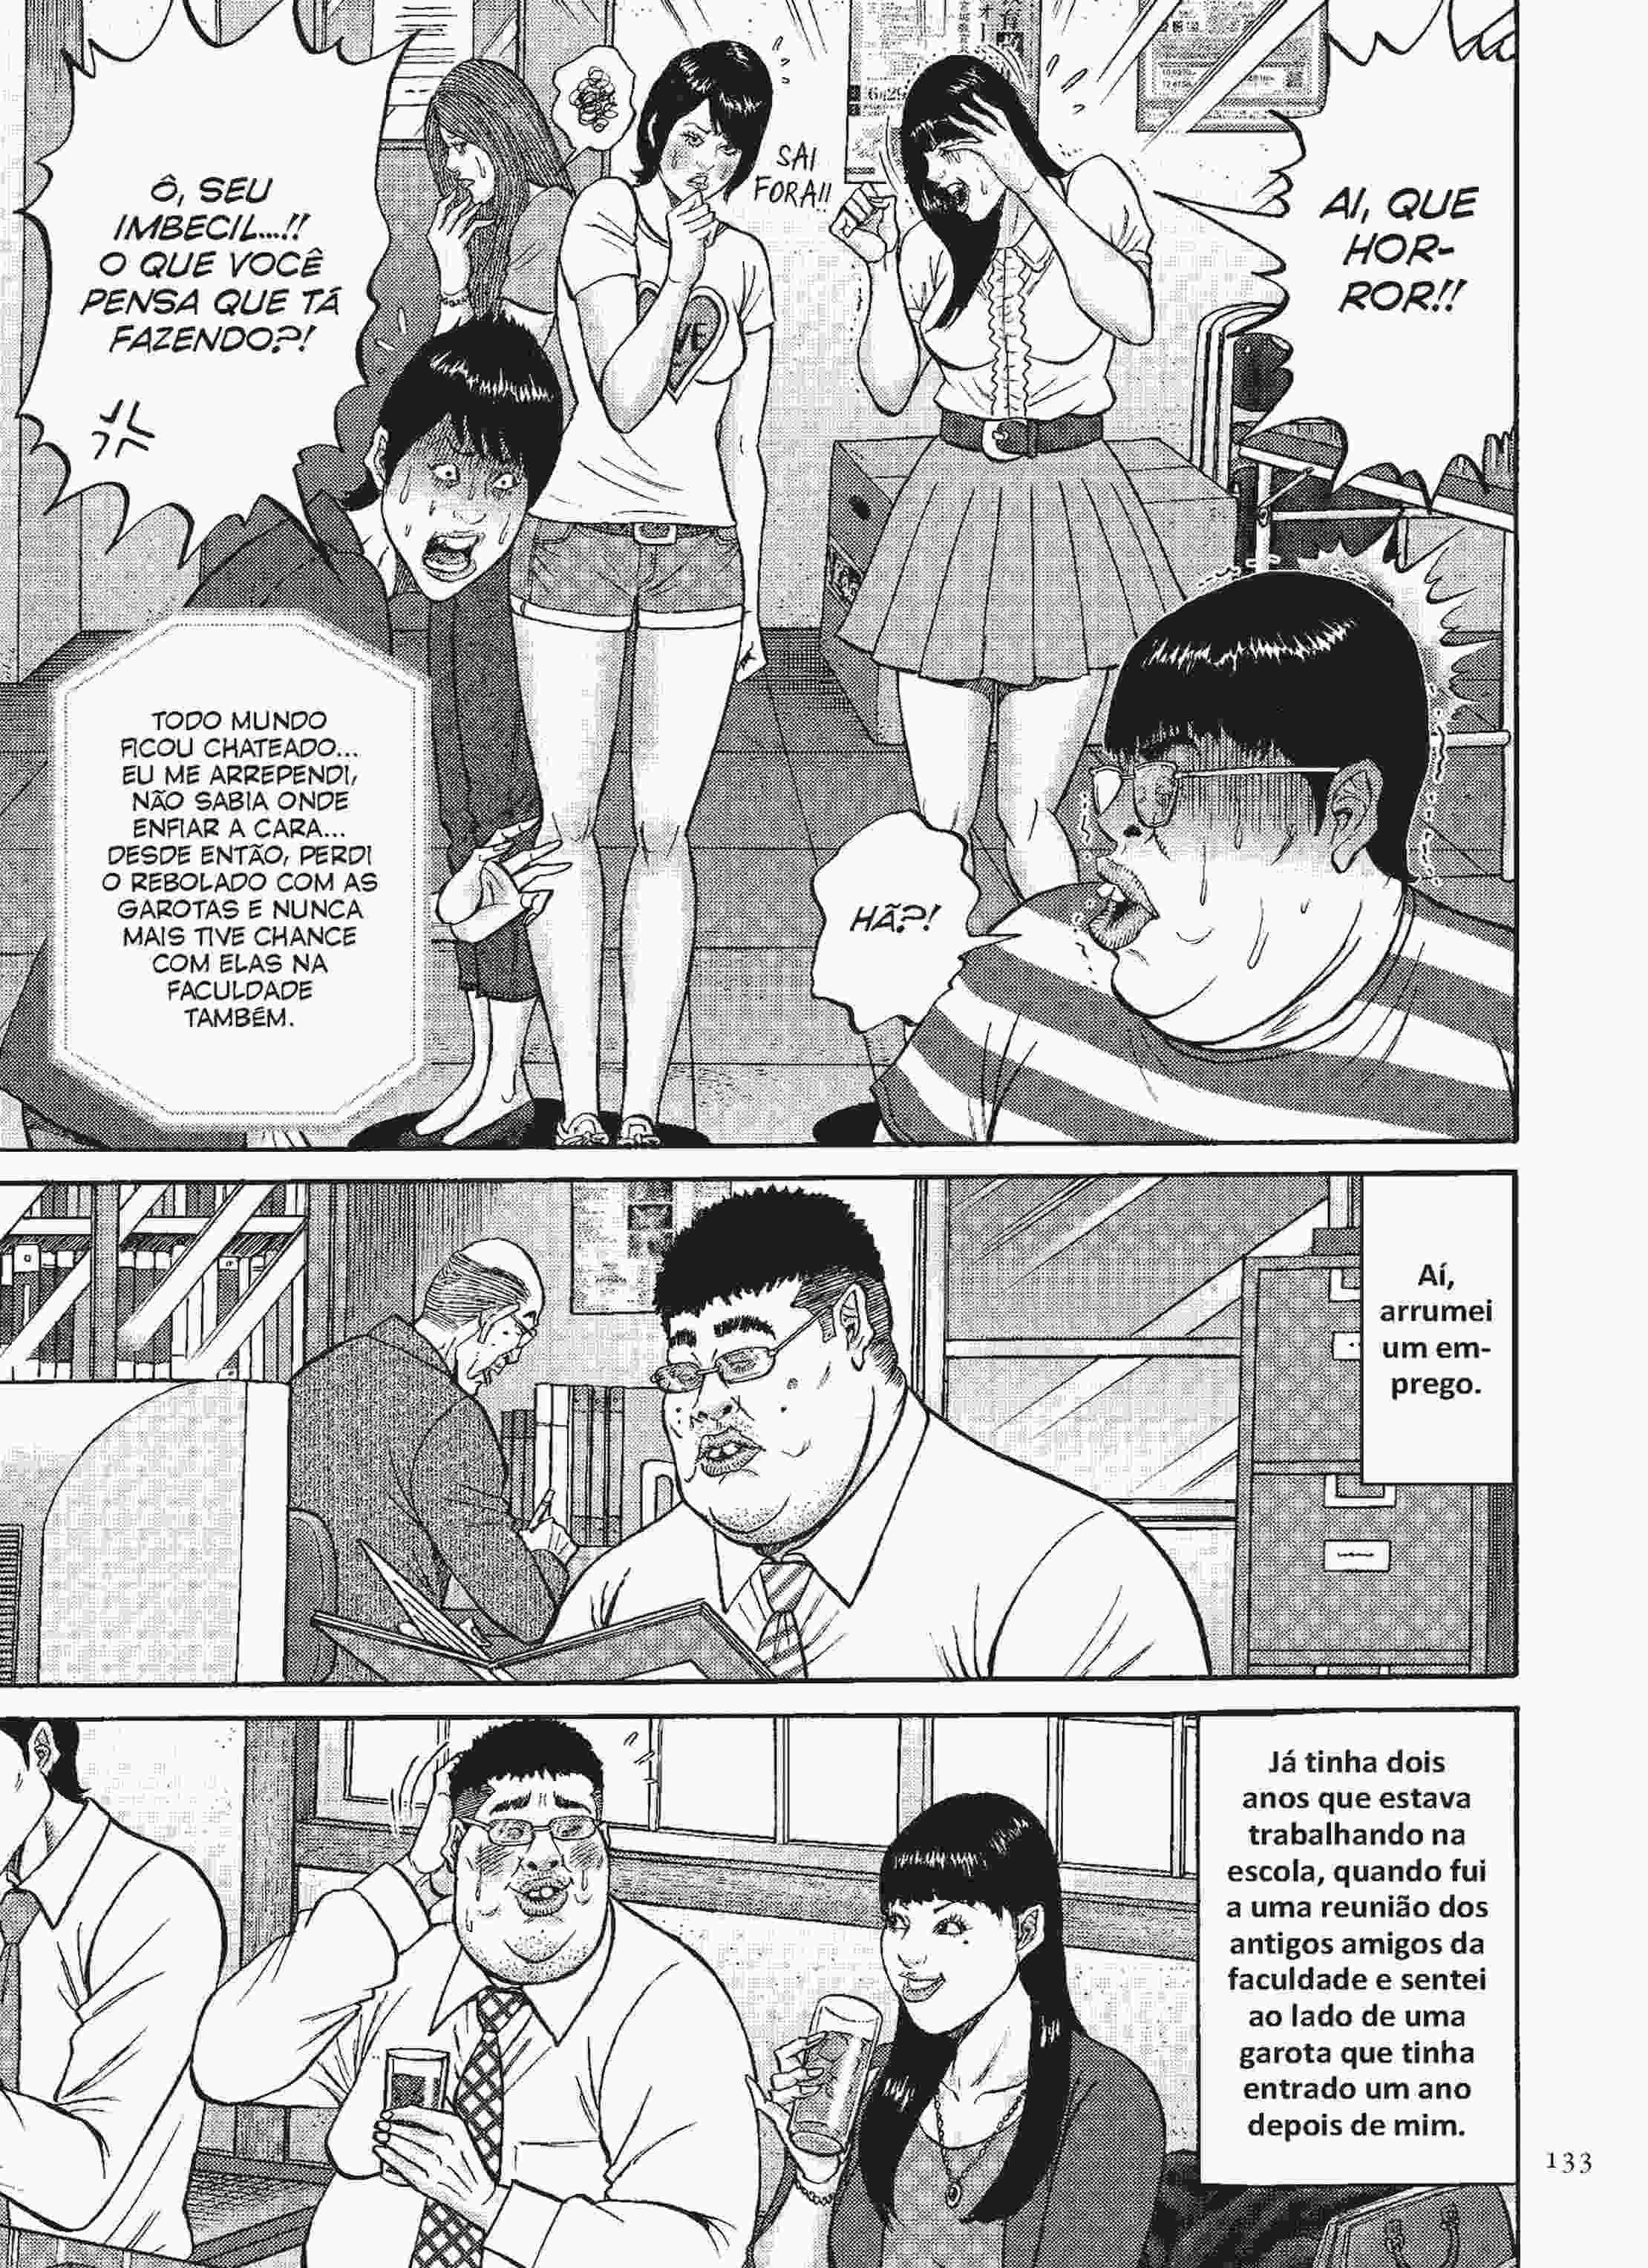 AI, QUE
HOR-
ROR!!
SAI
FORA!!
Ô, SEU
IMBECIL...!!
O QUE VOCÊ
PENSA QUE TÁ
FAZENDO?!
HÃ?!
TODO MUNDO
FICOU CHATEADO...
EU ME ARREPENDI,
NÃO SABIA ONDE
ENFIAR A CARA...
DESDE ENTÃO, PERDI
O REBOLADO COM AS
GAROTAS E NUNCA
MAIS TIVE CHANCE
COM ELAS NA
FACULDADE
TAMBÉM.
Aí,
arrumei
um em-
prego.
Já tinha dois
anos que estava
trabalhando na
escola, quando fui
a uma reunião dos
antigos amigos da
faculdade e sentei
ao lado de uma
garota que tinha
entrado um ano
depois de mim.
133